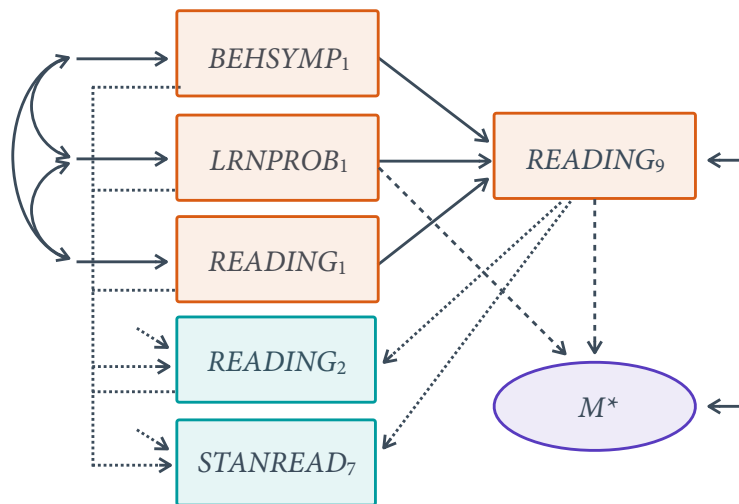 BEHSYMP₁
LRNPROB₁
READING₉
READING₁
READING₂
M*
STANREAD₇